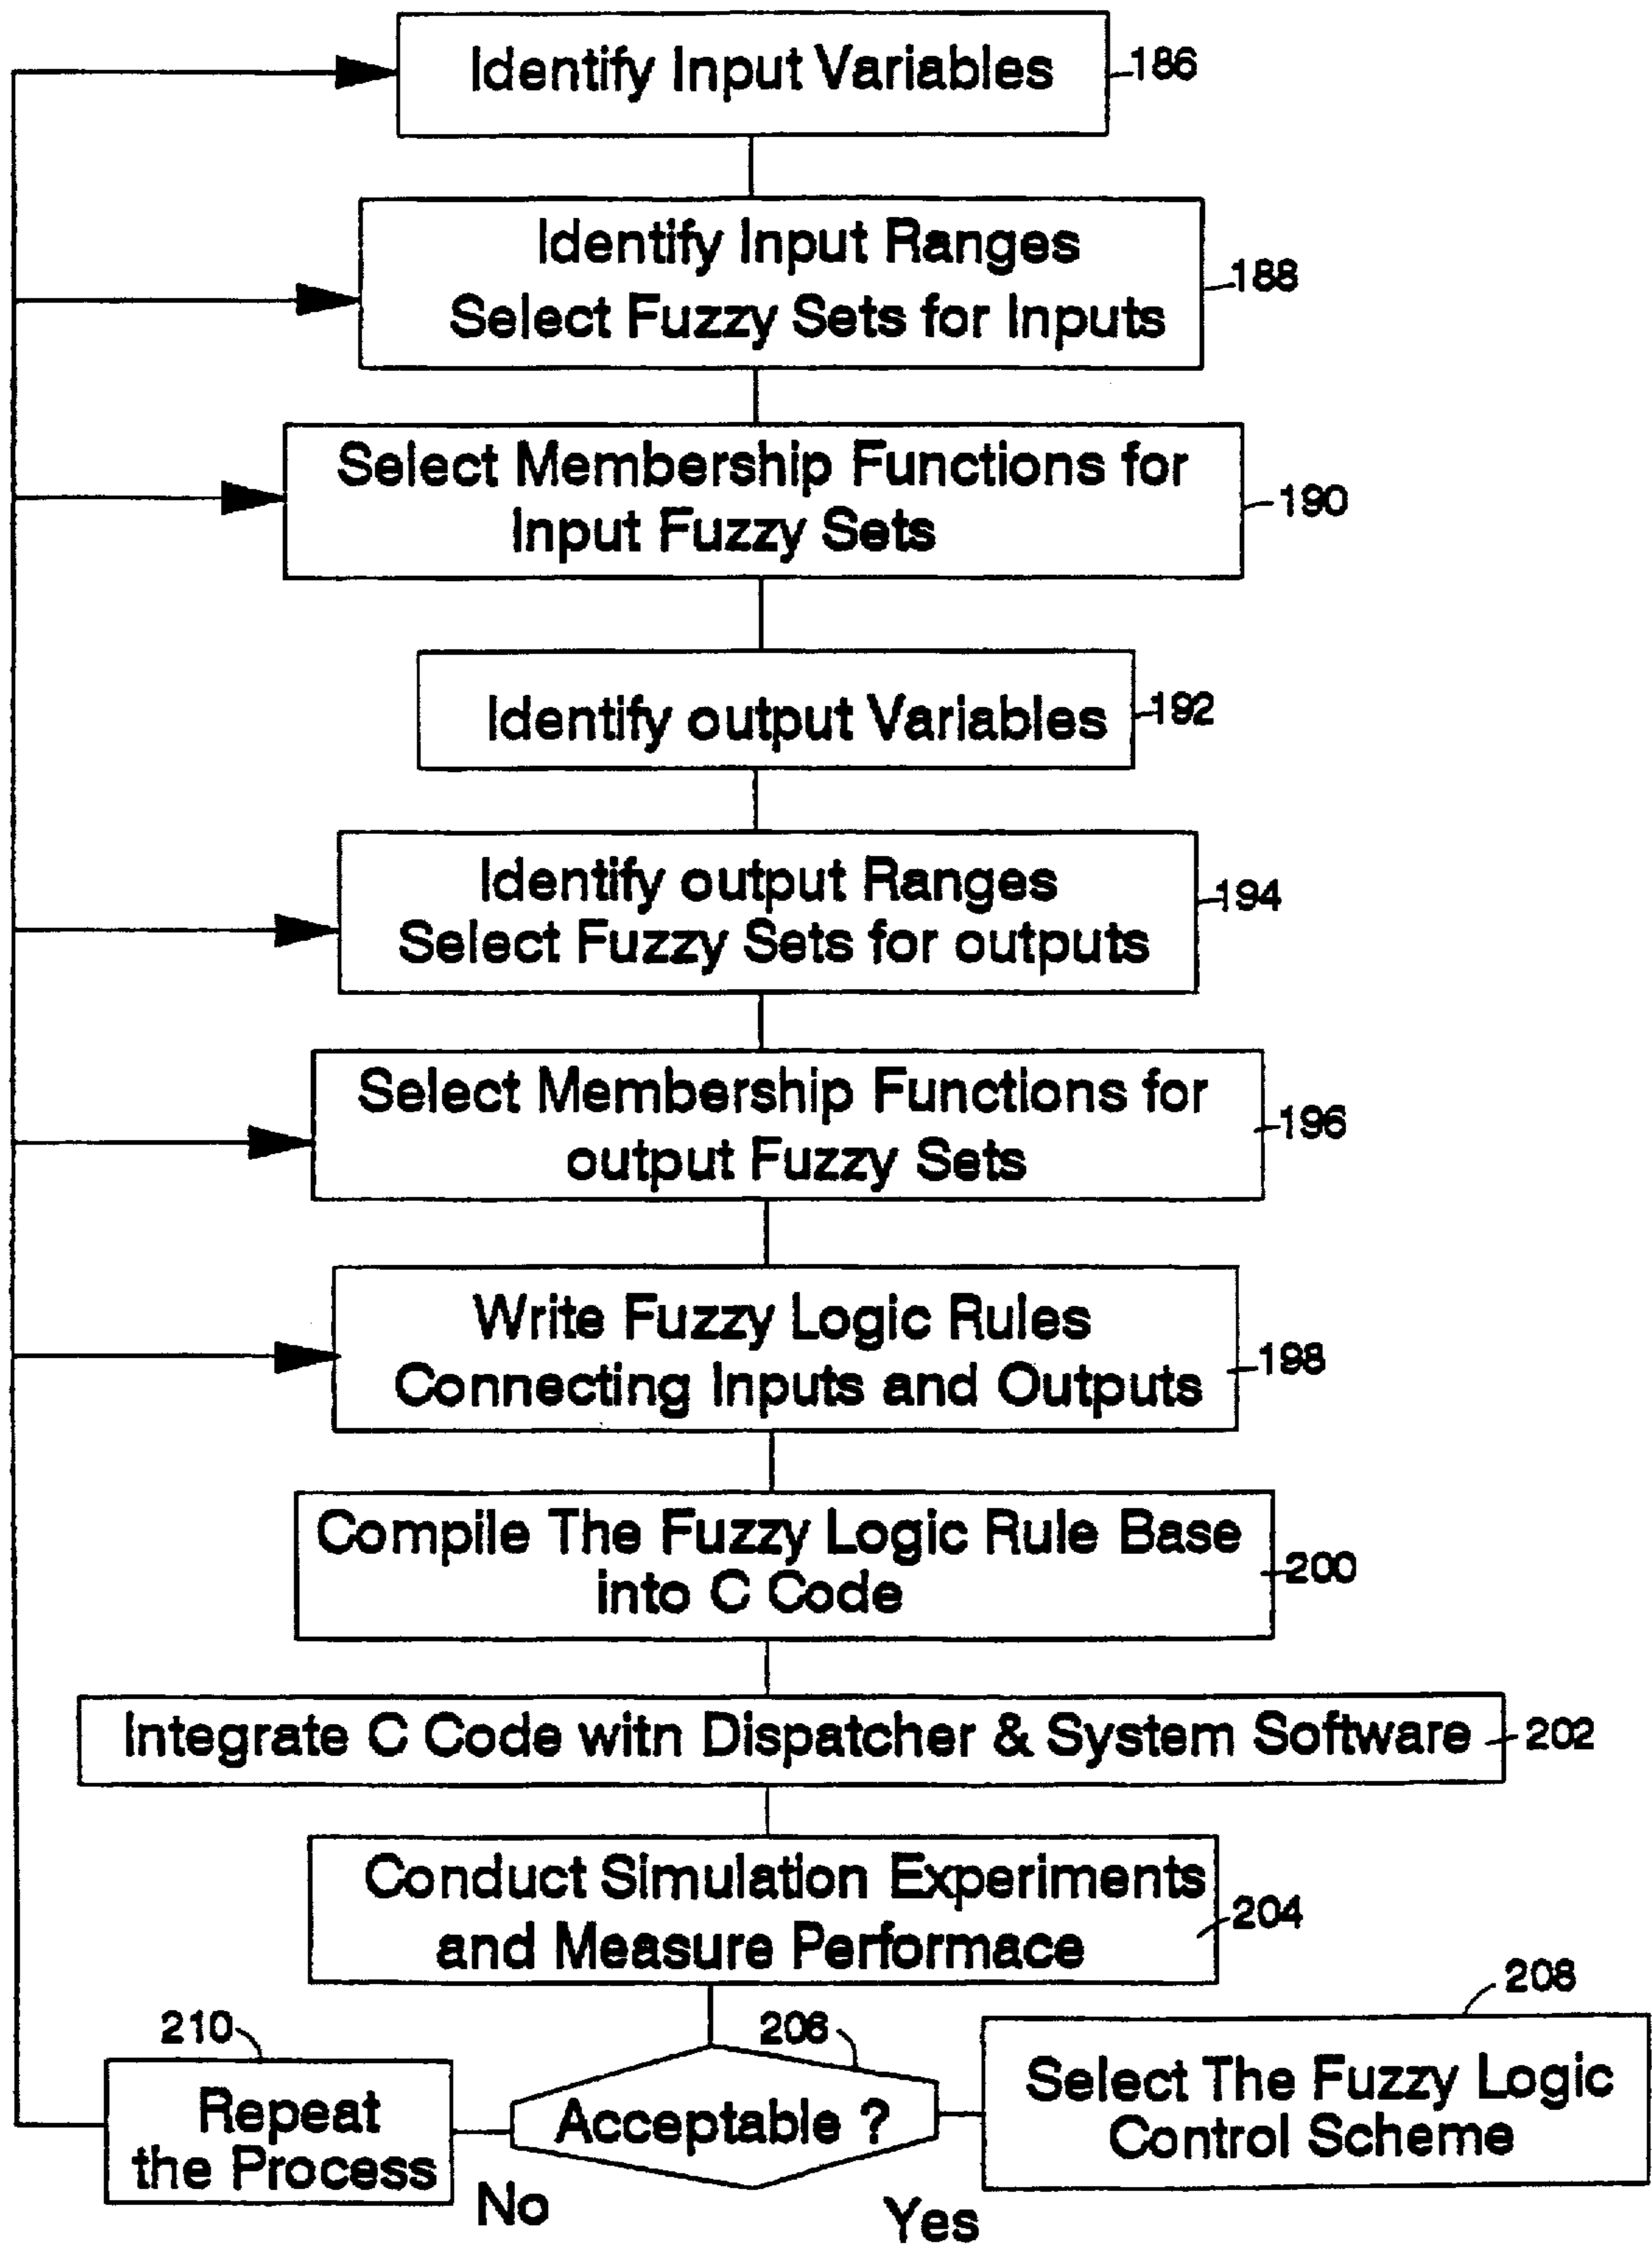 Identify Input Variables
186
Identify Input Ranges
Select Fuzzy Sets for Inputs
188
Select Membership Functions for
Input Fuzzy Sets
190
Identify output Variables
192
Identify output Ranges
Select Fuzzy Sets for outputs
194
Select Membership Functions for
output Fuzzy Sets
196
Write Fuzzy Logic Rules
Connecting Inputs and Outputs
198
Compile The Fuzzy Logic Rule Base
into C Code
200
Integrate C Code witn Dispatcher & System Software
202
Conduct Simulation Experiments
and Measure Performace
204
210
Repeat
the Process
No
206
Acceptable ?
Yes
208
Select The Fuzzy Logic
Control Scheme